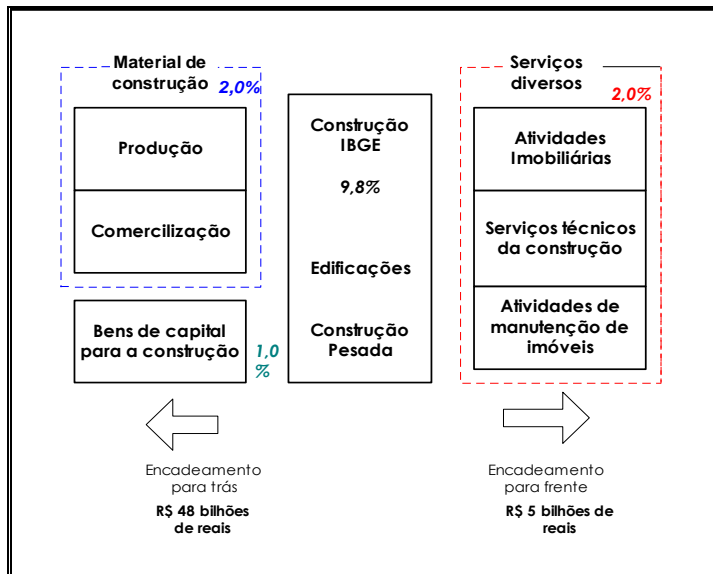 Material de
construção
2,0%
Produção
Comercilização
Bens de capital
para a construção
1,0
%
Construção
IBGE
9,8%
Edificações
Construção
Pesada
Serviços
diversos
2,0%
Atividades
Imobiliárias
Serviços técnicos
da construção
Atividades de
manutenção de
imóveis
Encadeamento
para trás
R$ 48 bilhões
de reais
Encadeamento
para frente
R$ 5 bilhões de
reais